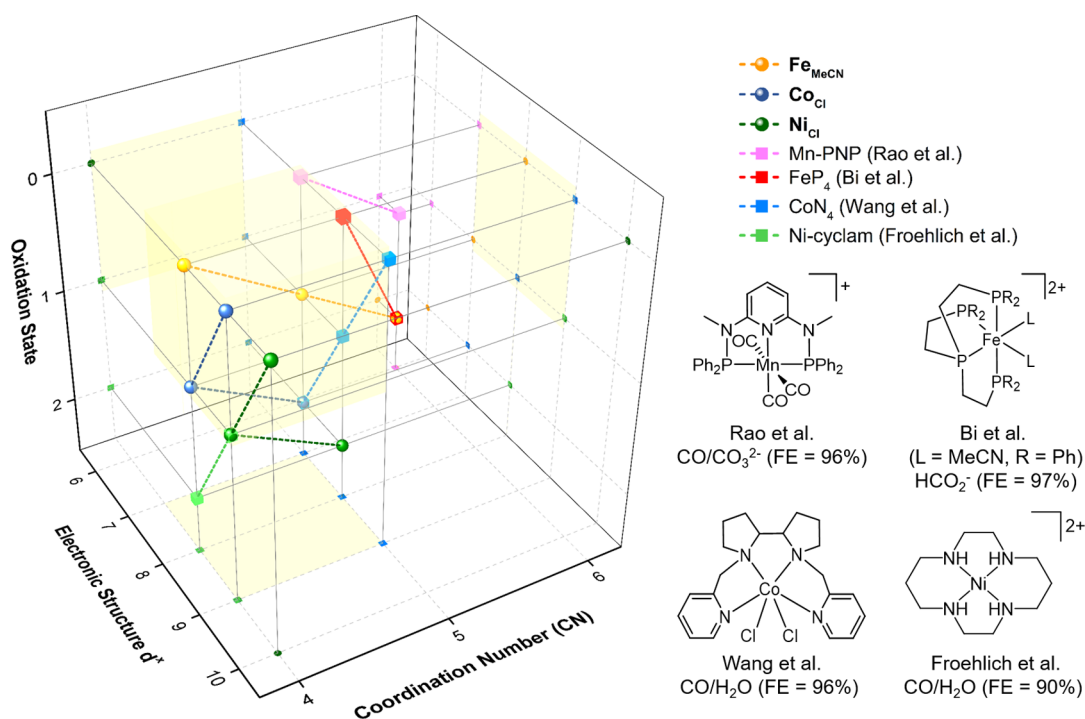 0
1
2
Oxidation State
6
7
8
9
10
Electronic Structure dˣ
4
5
6
Coordination Number (CN)
Fe_MeCN
Co_Cl
Ni_Cl
Mn-PNP (Rao et al.)
FeP₄ (Bi et al.)
CoN₄ (Wang et al.)
Ni-cyclam (Froehlich et al.)
+
N
N
N
OC
Ph₂P
Mn
PPh₂
CO
CO
Rao et al.
CO/CO₃²⁻ (FE = 96%)
2+
PR₂
PR₂
L
Fe
P
L
PR₂
Bi et al.
(L = MeCN, R = Ph)
HCO₂⁻ (FE = 97%)
N
N
Co
N
N
Cl
Cl
Wang et al.
CO/H₂O (FE = 96%)
2+
NH
HN
Ni
NH
HN
Froehlich et al.
CO/H₂O (FE = 90%)